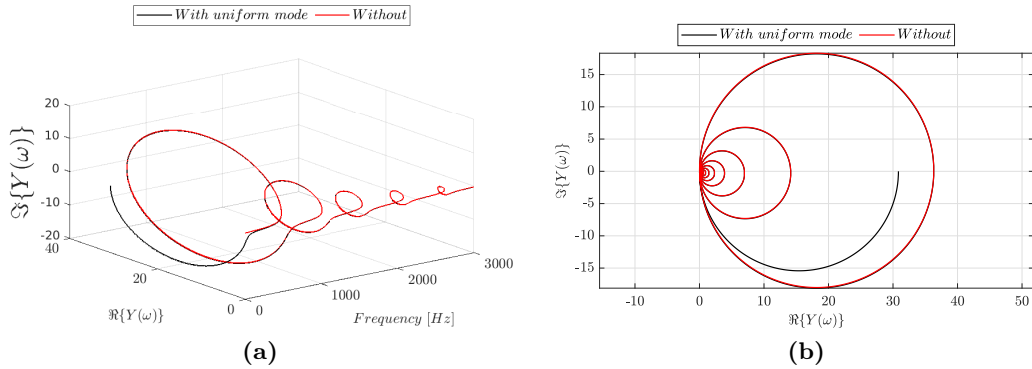 With uniform mode Without
20
10
0
-10
-20
40
20
0
0
1000
2000
3000
ℑ{Y(ω)}
ℜ{Y(ω)}
Frequency [Hz]
(a)
With uniform mode Without
15
10
5
0
-5
-10
-15
-10 0 10 20 30 40 50
ℑ{Y(ω)}
ℜ{Y(ω)}
(b)